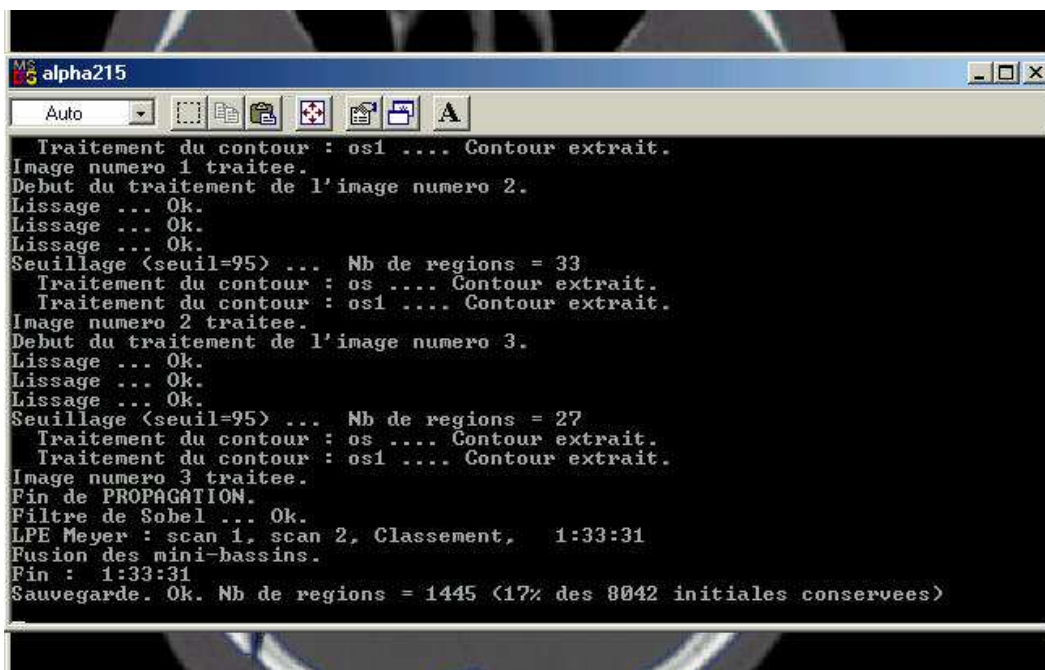 alpha215
Auto
A
Traitement du contour : os1 .... Contour extrait.
Image numero 1 traitee.
Debut du traitement de l'image numero 2.
Lissage ... Ok.
Lissage ... Ok.
Lissage ... Ok.
Seuillage (seuil=95) ... Nb de regions = 33
Traitement du contour : os .... Contour extrait.
Traitement du contour : os1 .... Contour extrait.
Image numero 2 traitee.
Debut du traitement de l'image numero 3.
Lissage ... Ok.
Lissage ... Ok.
Lissage ... Ok.
Seuillage (seuil=95) ... Nb de regions = 27
Traitement du contour : os .... Contour extrait.
Traitement du contour : os1 .... Contour extrait.
Image numero 3 traitee.
Fin de PROPAGATION.
Filtre de Sobel ... Ok.
LPE Meyer : scan 1, scan 2, Classement, 1:33:31
Fusion des mini-bassins.
Fin : 1:33:31
Sauvegarde. Ok. Nb de regions = 1445 (17% des 8042 initiales conservees)